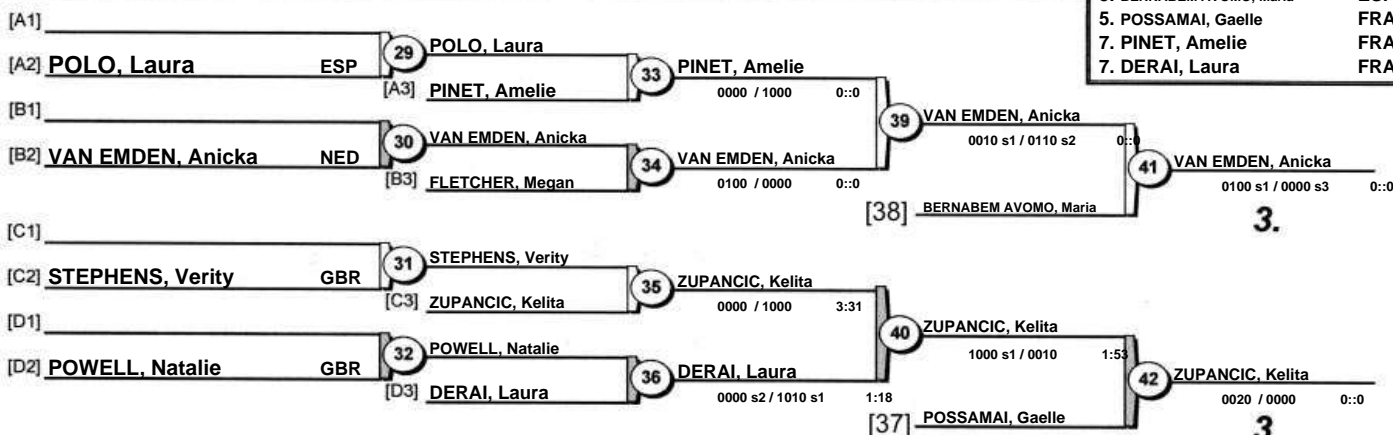 5. POSSAMAI, Gaelle FRA
7. PINET, Amelie FRA
7. DERAI, Laura FRA
[A1]
[A2] POLO, Laura ESP
29
POLO, Laura
[A3] PINET, Amelie
33
PINET, Amelie
0000 / 1000 0::0
[B1]
[B2] VAN EMDEN, Anicka NED
30
VAN EMDEN, Anicka
[B3] FLETCHER, Megan
34
VAN EMDEN, Anicka
0100 / 0000 0::0
39
VAN EMDEN, Anicka
0010 s1 / 0110 s2 0::0
[38] BERNABEM AVOMO, Maria
41
VAN EMDEN, Anicka
0100 s1 / 0000 s3 0::0
3.
[C1]
[C2] STEPHENS, Verity GBR
31
STEPHENS, Verity
[C3] ZUPANCIC, Kelita
35
ZUPANCIC, Kelita
0000 / 1000 3:31
[D1]
[D2] POWELL, Natalie GBR
32
POWELL, Natalie
[D3] DERAI, Laura
36
DERAI, Laura
0000 s2 / 1010 s1 1:18
40
ZUPANCIC, Kelita
1000 s1 / 0010 1:53
[37] POSSAMAI, Gaelle
42
ZUPANCIC, Kelita
0020 / 0000 0::0
3